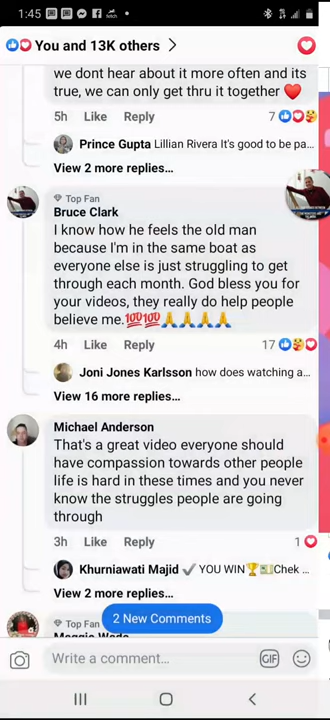 1:45
You and 13K others
we dont hear about it more often and its
true, we can only get thru it together ❤️
5h Like Reply 7
Prince Gupta Lillian Rivera It's good to be pa...
View 2 more replies...
Top Fan
Bruce Clark
I know how he feels the old man
because I'm in the same boat as
everyone else is just struggling to get
through each month. God bless you for
your videos, they really do help people
believe me.💯💯🙏🙏🙏🙏
4h Like Reply 17
Joni Jones Karlsson how does watching a...
View 16 more replies...
Michael Anderson
That's a great video everyone should
have compassion towards other people
life is hard in these times and you never
know the struggles people are going
through
3h Like Reply 1
Khurniawati Majid ✔️ YOU WIN🏆💵Chek ...
View 2 more replies...
Top Fan
Maggie Wade
2 New Comments
Write a comment...
GIF